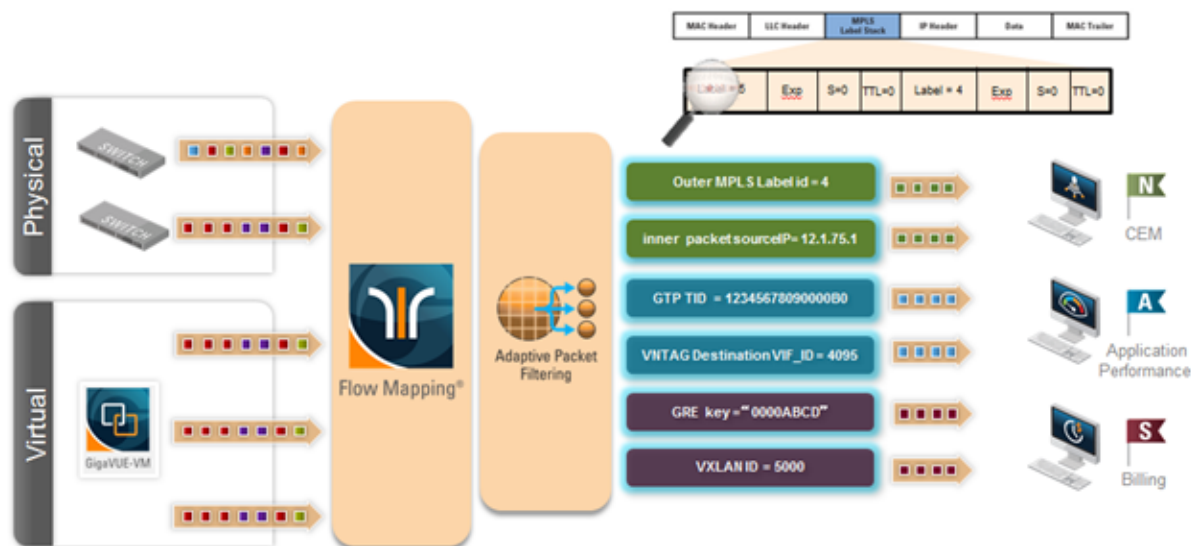 MAC Header LLC Header MPLS Label Stack IP Header Data MAC Trailer
Label = 5 Exp S=0 TTL=0 Label = 4 Exp S=0 TTL=0
Physical
SWITCH
SWITCH
Virtual
GigaVUE-VM
Flow Mapping®
Adaptive Packet
Filtering
Outer MPLS Label id = 4
inner packet sourceIP= 12.1.75.1
GTP TID = 12345678090000B0
VNTAG Destination VIF_ID = 4095
GRE key ="0000ABCD"
VXLAN ID = 5000
N
CEM
A
Application
Performance
S
Billing